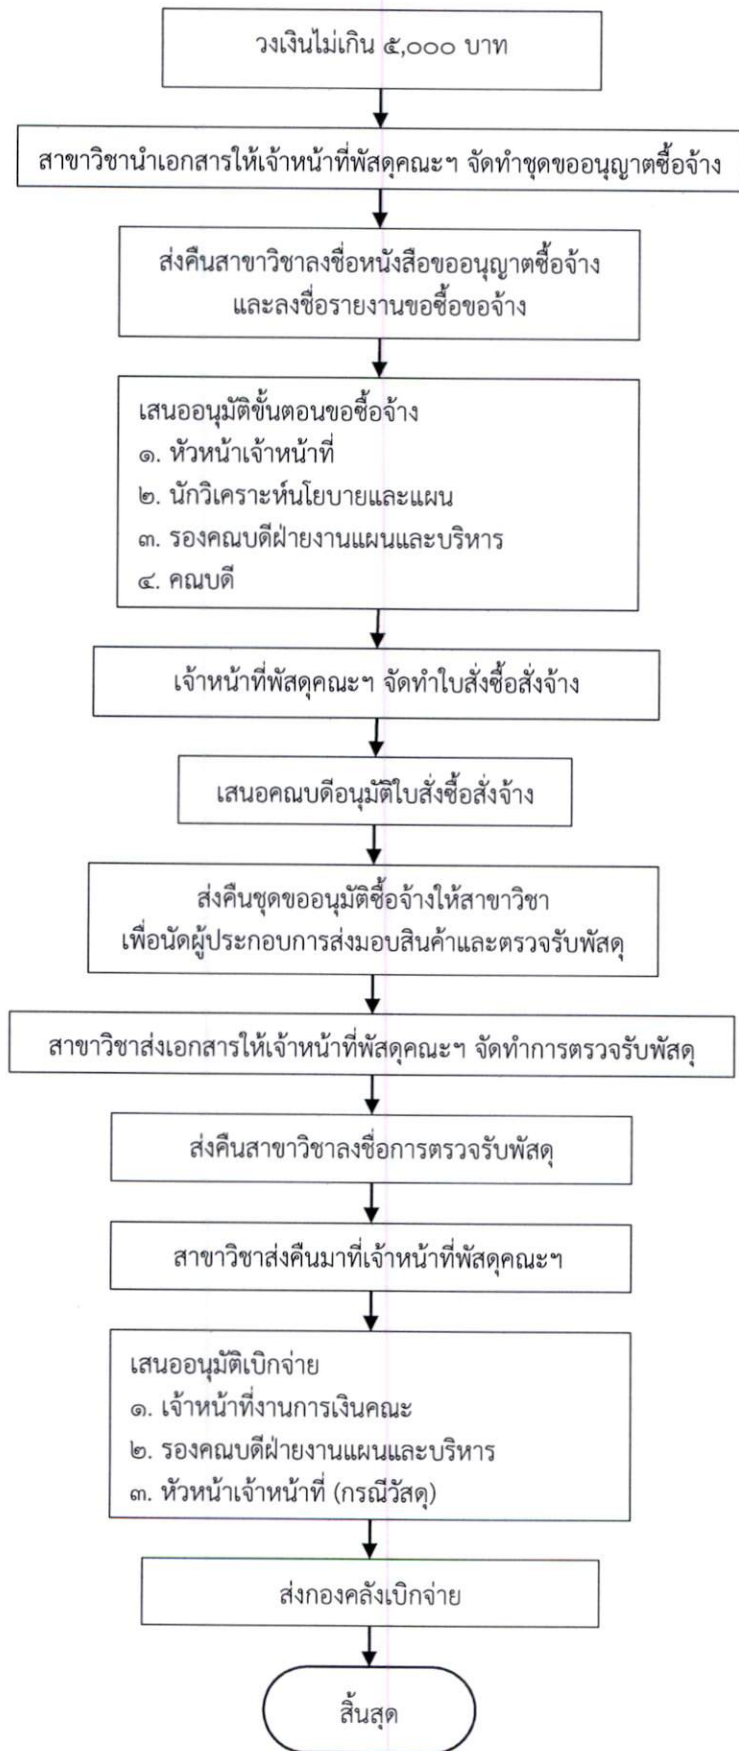 วงเงินไม่เกิน ๕,๐๐๐ บาท
สาขาวิชานำเอกสารให้เจ้าหน้าที่พัสดุคณะฯ จัดทำชุดขออนุญาตซื้อจ้าง
ส่งคืนสาขาวิชาลงชื่อหนังสือขออนุญาตซื้อจ้าง
และลงชื่อรายงานขอซื้อขอจ้าง
เสนออนุมัติขั้นตอนขอซื้อจ้าง
๑. หัวหน้าเจ้าหน้าที่
๒. นักวิเคราะห์นโยบายและแผน
๓. รองคณบดีฝ่ายงานแผนและบริหาร
๔. คณบดี
เจ้าหน้าที่พัสดุคณะฯ จัดทำใบสั่งซื้อสั่งจ้าง
เสนอคณบดีอนุมัติใบสั่งซื้อสั่งจ้าง
ส่งคืนชุดขออนุมัติซื้อจ้างให้สาขาวิชา
เพื่อนัดผู้ประกอบการส่งมอบสินค้าและตรวจรับพัสดุ
สาขาวิชาส่งเอกสารให้เจ้าหน้าที่พัสดุคณะฯ จัดทำการตรวจรับพัสดุ
ส่งคืนสาขาวิชาลงชื่อการตรวจรับพัสดุ
สาขาวิชาส่งคืนมาที่เจ้าหน้าที่พัสดุคณะฯ
เสนออนุมัติเบิกจ่าย
๑. เจ้าหน้าที่งานการเงินคณะ
๒. รองคณบดีฝ่ายงานแผนและบริหาร
๓. หัวหน้าเจ้าหน้าที่ (กรณีวัสดุ)
ส่งกองคลังเบิกจ่าย
สิ้นสุด